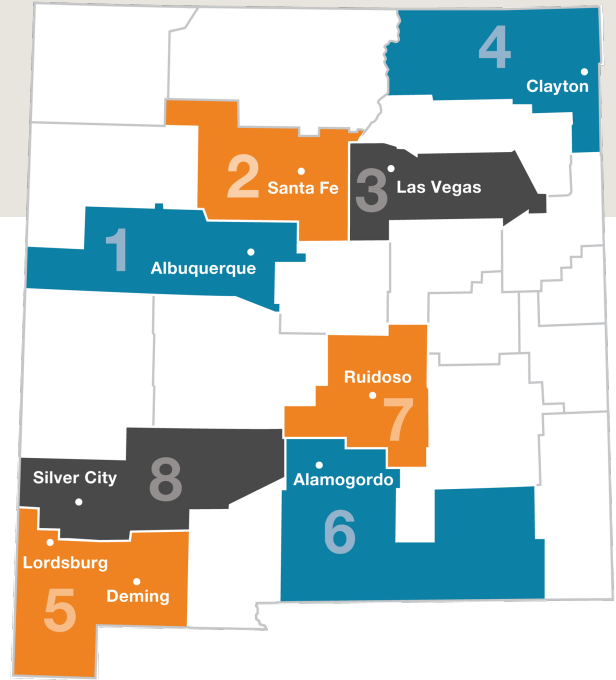 4
Clayton
2
Santa Fe
3
Las Vegas
1
Albuquerque
Ruidoso
7
Silver City
8
Alamogordo
6
Lordsburg
Deming
5